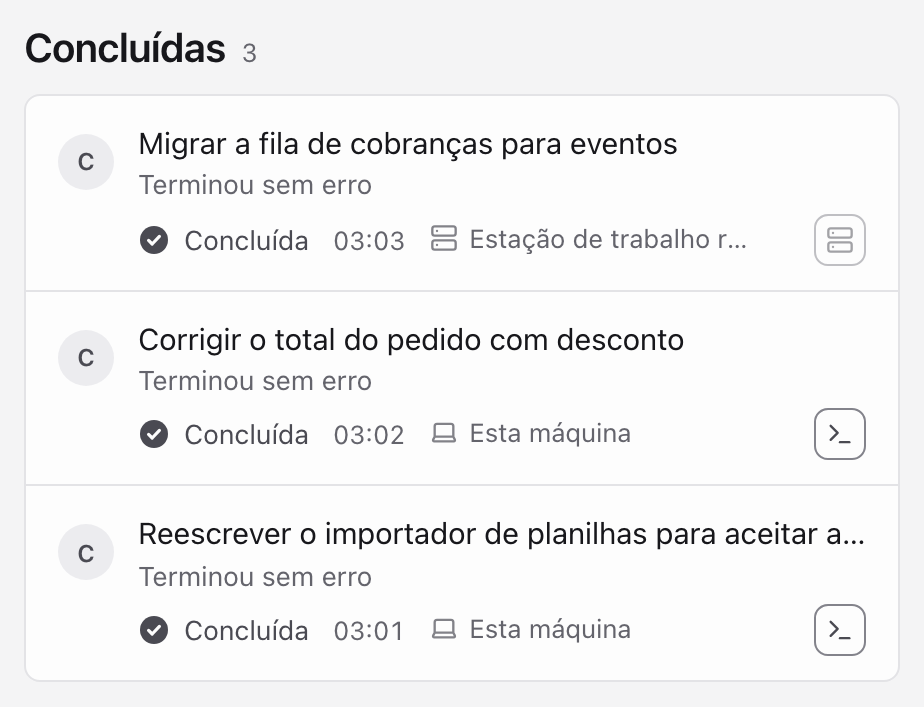 Concluídas 3
C
Migrar a fila de cobranças para eventos
Terminou sem erro
Concluída 03:03 Estação de trabalho r...
C
Corrigir o total do pedido com desconto
Terminou sem erro
Concluída 03:02 Esta máquina
C
Reescrever o importador de planilhas para aceitar a...
Terminou sem erro
Concluída 03:01 Esta máquina